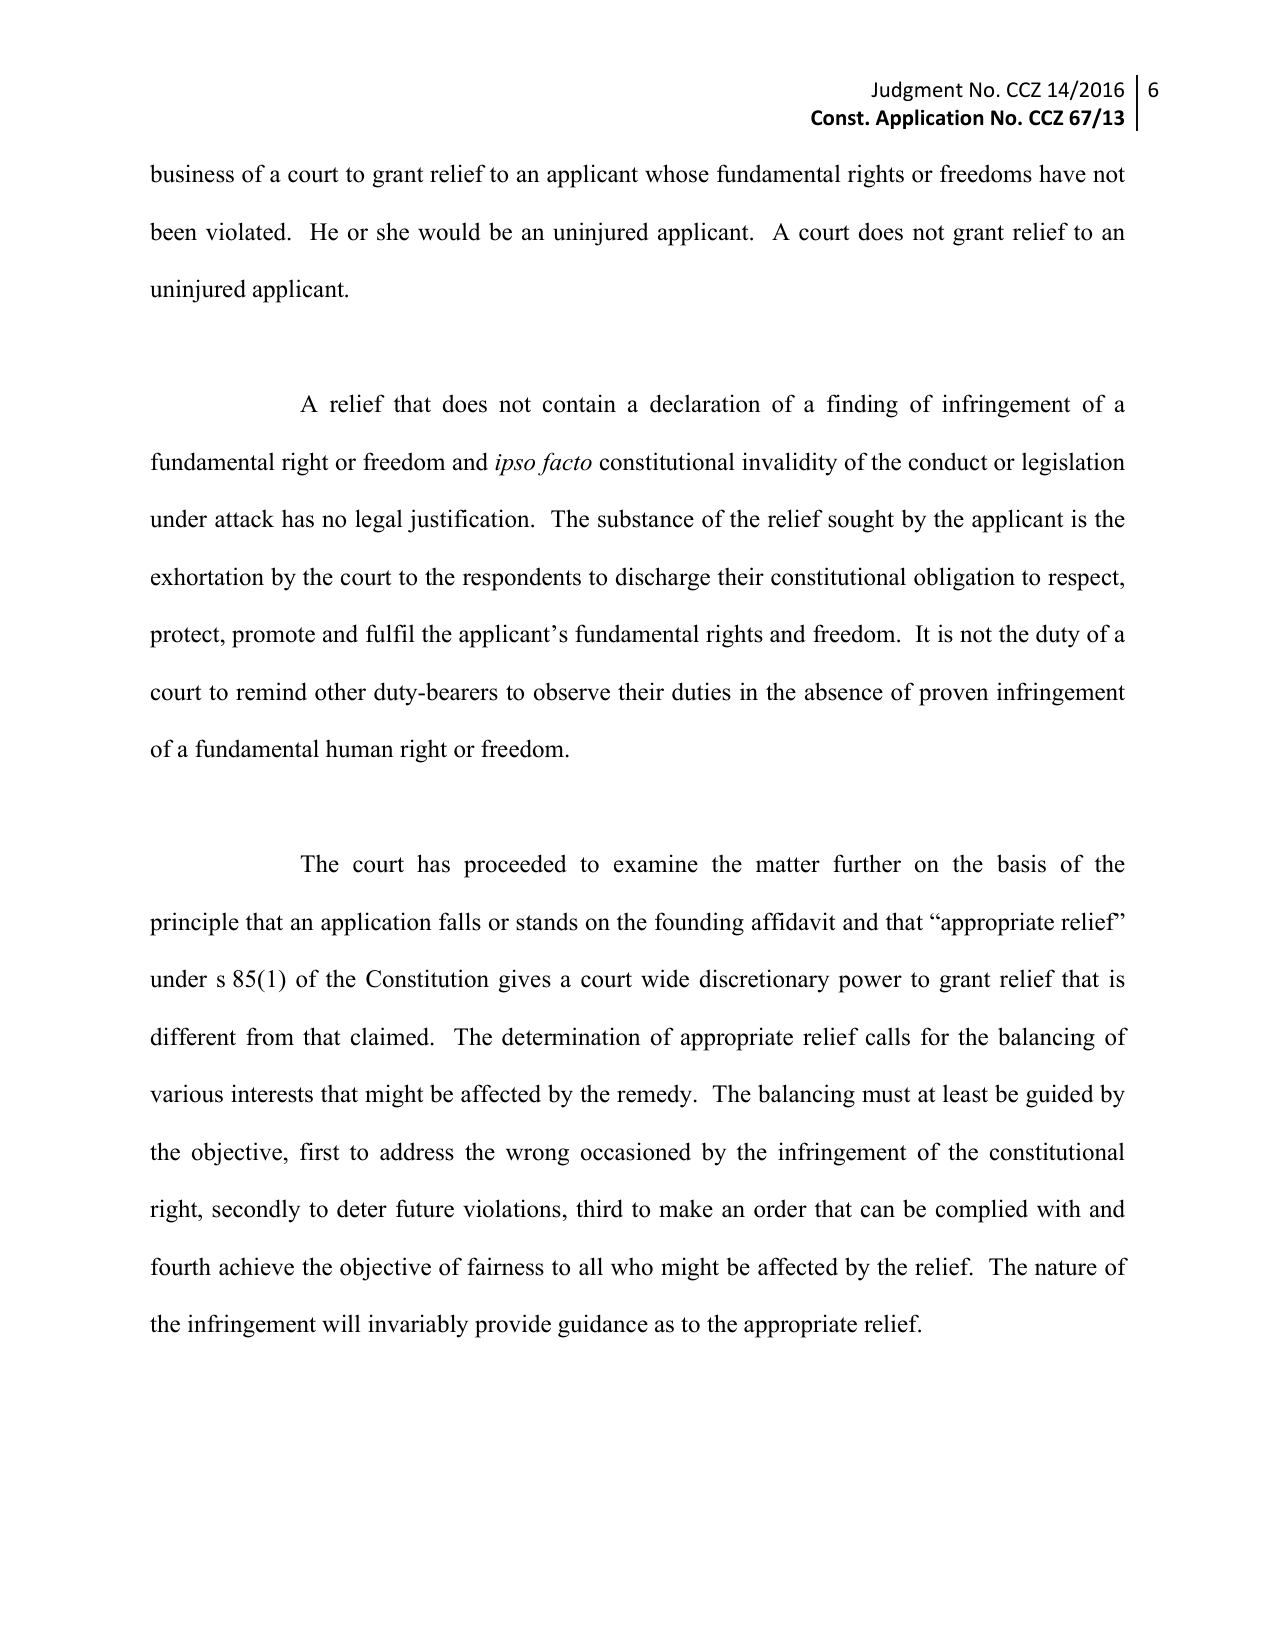 Judgment No. CCZ 14/2016 6
Const. Application No. CCZ 67/13
business of a court to grant relief to an applicant whose fundamental rights or freedoms have not
been violated. He or she would be an uninjured applicant. A court does not grant relief to an
uninjured applicant.
A relief that does not contain a declaration of a finding of infringement of a
fundamental right or freedom and ipso facto constitutional invalidity of the conduct or legislation
under attack has no legal justification. The substance of the relief sought by the applicant is the
exhortation by the court to the respondents to discharge their constitutional obligation to respect,
protect, promote and fulfil the applicant’s fundamental rights and freedom. It is not the duty of a
court to remind other duty-bearers to observe their duties in the absence of proven infringement
of a fundamental human right or freedom.
The court has proceeded to examine the matter further on the basis of the
principle that an application falls or stands on the founding affidavit and that “appropriate relief”
under s 85(1) of the Constitution gives a court wide discretionary power to grant relief that is
different from that claimed. The determination of appropriate relief calls for the balancing of
various interests that might be affected by the remedy. The balancing must at least be guided by
the objective, first to address the wrong occasioned by the infringement of the constitutional
right, secondly to deter future violations, third to make an order that can be complied with and
fourth achieve the objective of fairness to all who might be affected by the relief. The nature of
the infringement will invariably provide guidance as to the appropriate relief.